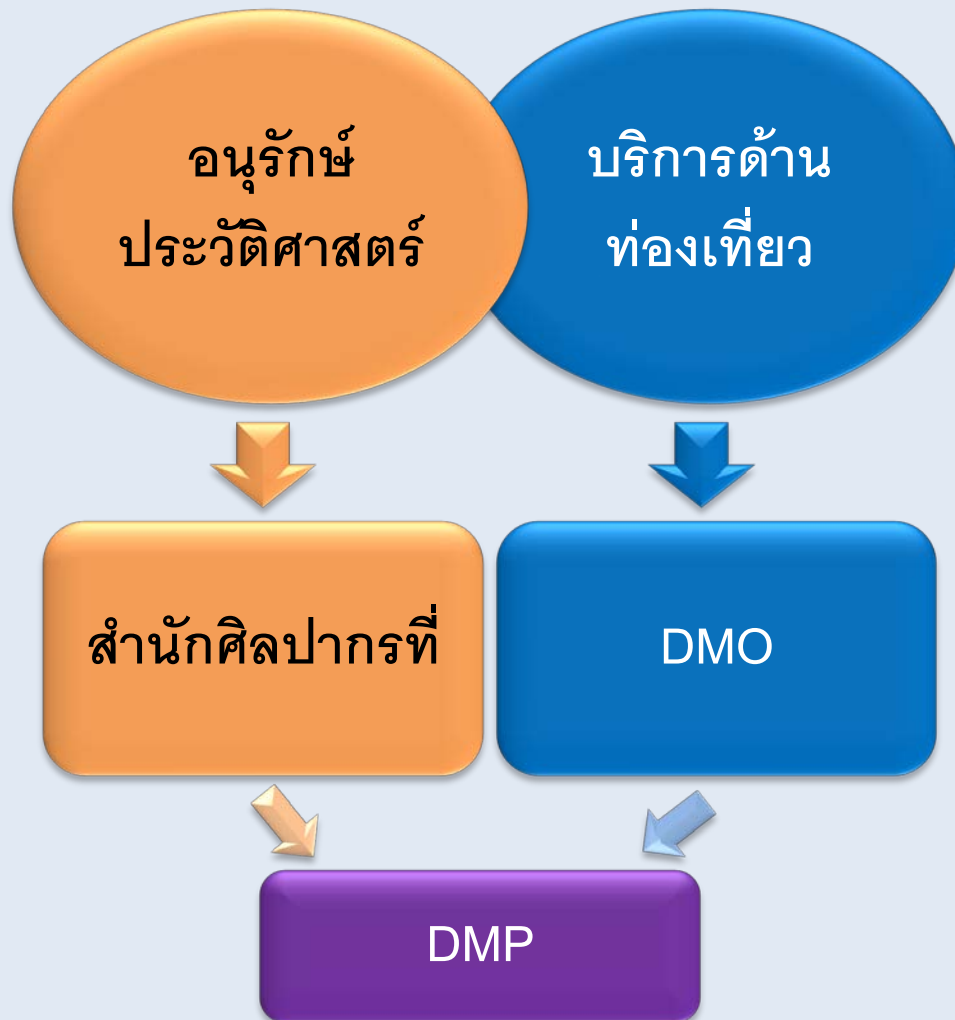 อนุรักษ์
ประวัติศาสตร์
บริการด้าน
ท่องเที่ยว
สำนักศิลปากรที่
DMO
DMP